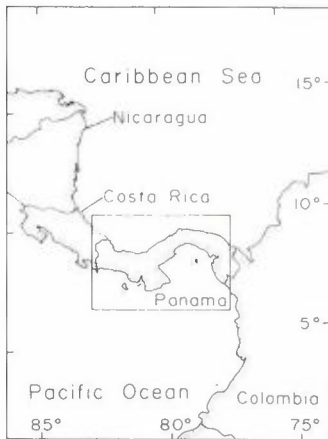 Caribbean Sea
15°
Nicaragua
Costa Rica
10°
Panama
5°
Pacific Ocean
Colombia
85°
80°
75°